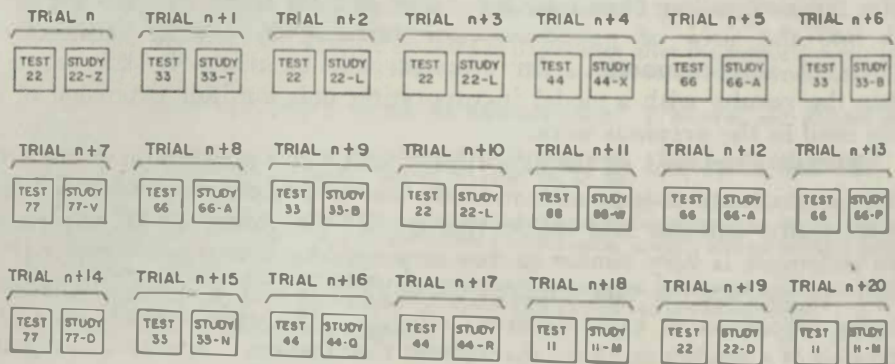 TRIAL n TRIAL n+1 TRIAL n+2 TRIAL n+3 TRIAL n+4 TRIAL n+5 TRIAL n+6
TEST STUDY TEST STUDY TEST STUDY TEST STUDY TEST STUDY TEST STUDY TEST STUDY
22 22-Z 33 33-T 22 22-L 22 22-L 44 44-X 66 66-A 33 33-B
TRIAL n+7 TRIAL n+8 TRIAL n+9 TRIAL n+10 TRIAL n+11 TRIAL n+12 TRIAL n+13
TEST STUDY TEST STUDY TEST STUDY TEST STUDY TEST STUDY TEST STUDY TEST STUDY
77 77-V 66 66-A 33 33-B 22 22-L 88 88-W 66 66-A 66 66-P
TRIAL n+14 TRIAL n+15 TRIAL n+16 TRIAL n+17 TRIAL n+18 TRIAL n+19 TRIAL n+20
TEST STUDY TEST STUDY TEST STUDY TEST STUDY TEST STUDY TEST STUDY TEST STUDY
77 77-D 33 33-N 44 44-Q 44 44-R 11 11-M 22 22-D 11 11-M